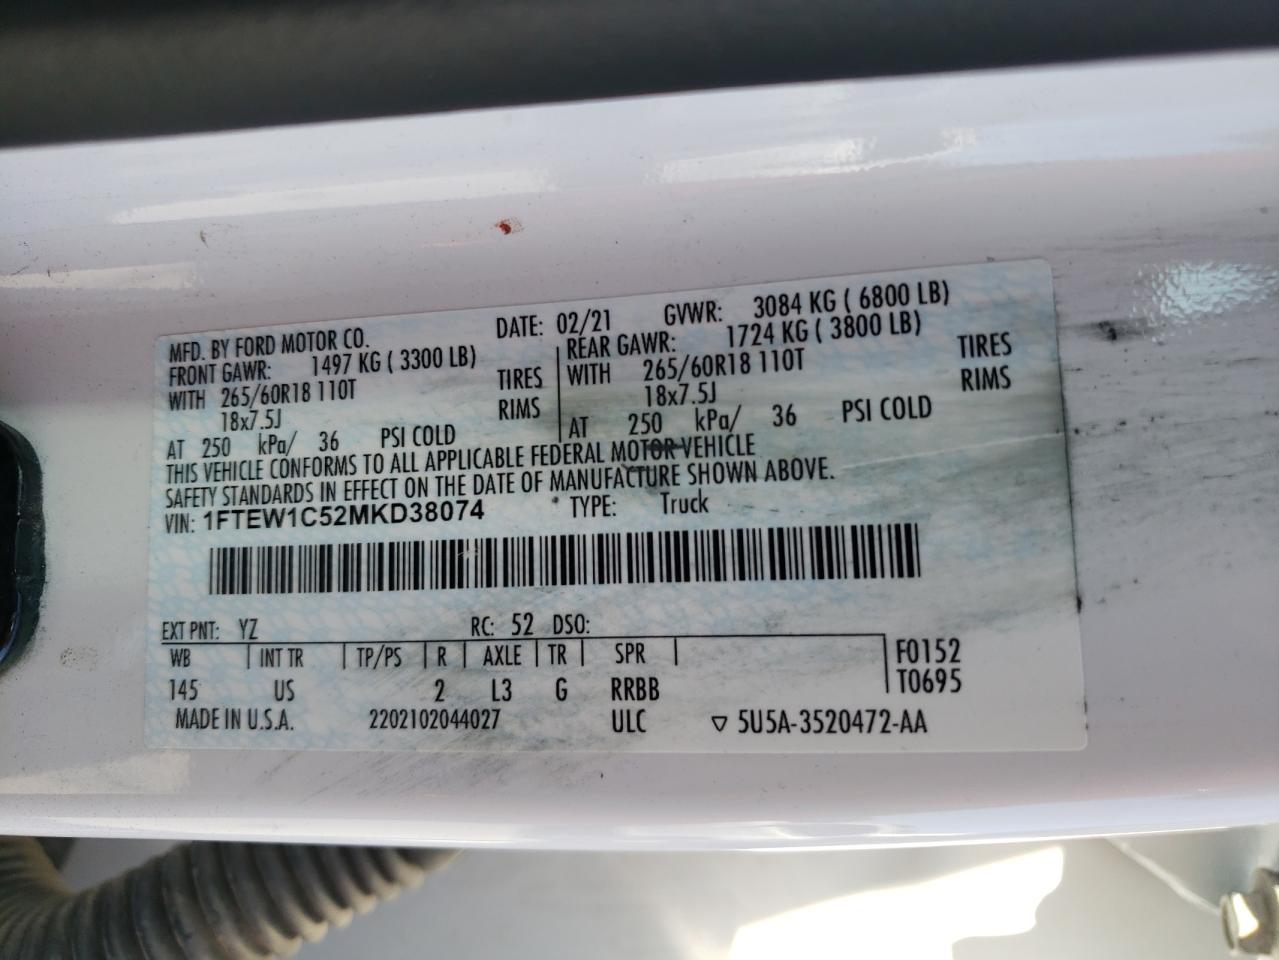 MFD. BY FORD MOTOR CO. DATE: 02/21 GVWR: 3084 KG ( 6800 LB)
FRONT GAWR: 1497 KG ( 3300 LB) REAR GAWR: 1724 KG ( 3800 LB)
WITH 265/60R18 110T TIRES WITH 265/60R18 110T TIRES
18x7.5J RIMS 18x7.5J RIMS
AT 250 kPa/ 36 PSI COLD AT 250 kPa/ 36 PSI COLD
THIS VEHICLE CONFORMS TO ALL APPLICABLE FEDERAL MOTOR VEHICLE
SAFETY STANDARDS IN EFFECT ON THE DATE OF MANUFACTURE SHOWN ABOVE.
VIN: 1FTEW1C52MKD38074 TYPE: Truck
EXT PNT: YZ RC: 52 DSO:
WB INT TR TP/PS R AXLE TR SPR F0152
145 US 2 L3 G RRBB T0695
MADE IN U.S.A. 2202102044027 ULC ▽ 5U5A-3520472-AA